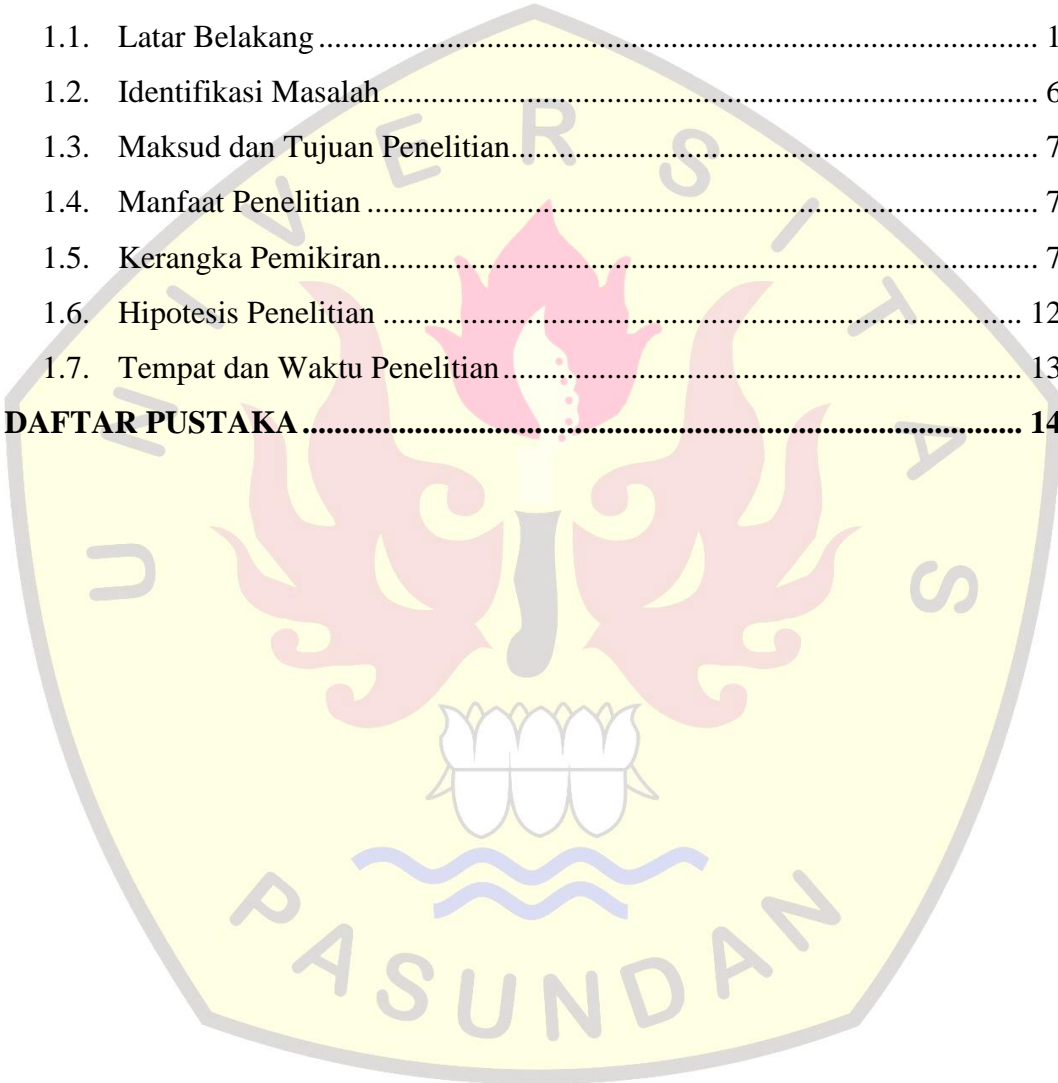 1.1. Latar Belakang ........................................................................................ 1
1.2. Identifikasi Masalah ................................................................................ 6
1.3. Maksud dan Tujuan Penelitian ................................................................ 7
1.4. Manfaat Penelitian .................................................................................. 7
1.5. Kerangka Pemikiran ................................................................................ 7
1.6. Hipotesis Penelitian ............................................................................... 12
1.7. Tempat dan Waktu Penelitian ................................................................ 13
DAFTAR PUSTAKA ........................................................................................ 14
UNIVERSITAS
PASUNDAN